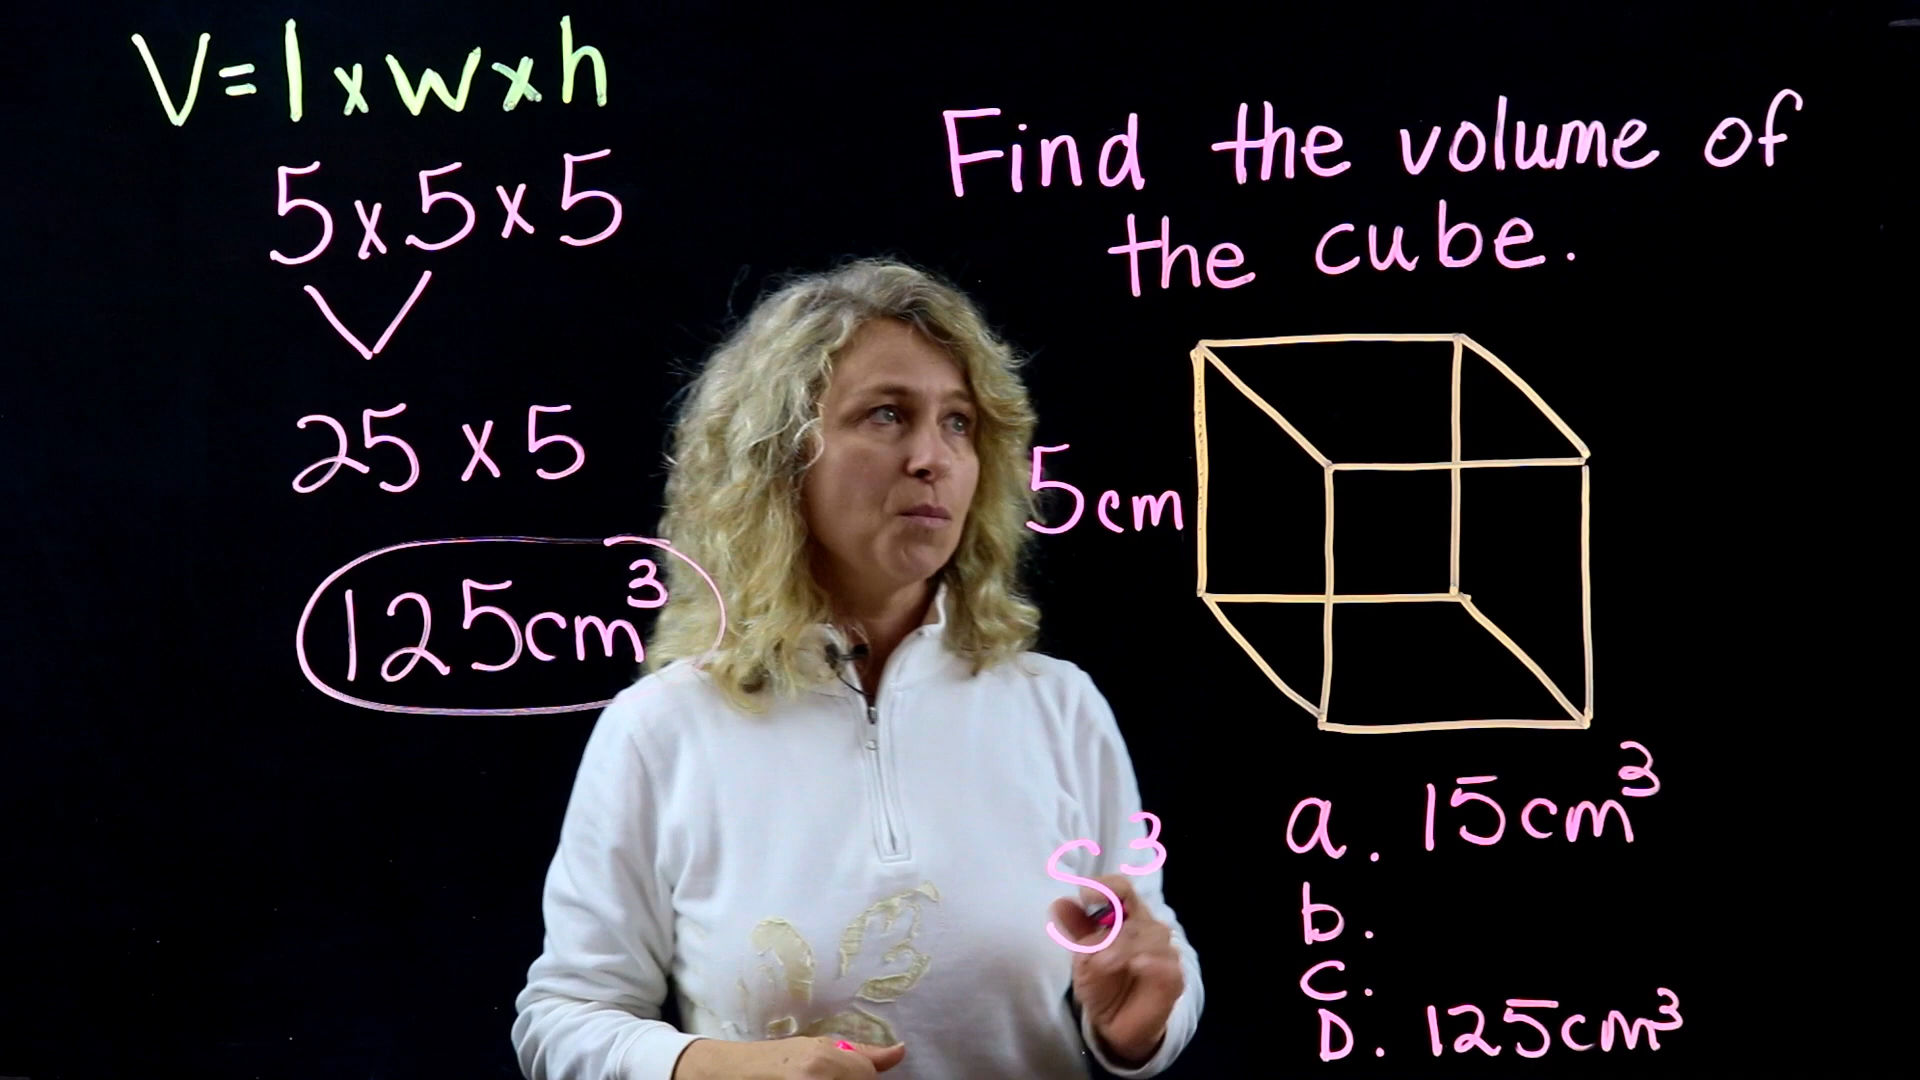 V=l x w x h
5 x 5 x 5
25 x 5
125cm³
Find the volume of
the cube.
5cm
S³
a. 15cm³
b.
c.
D. 125cm³